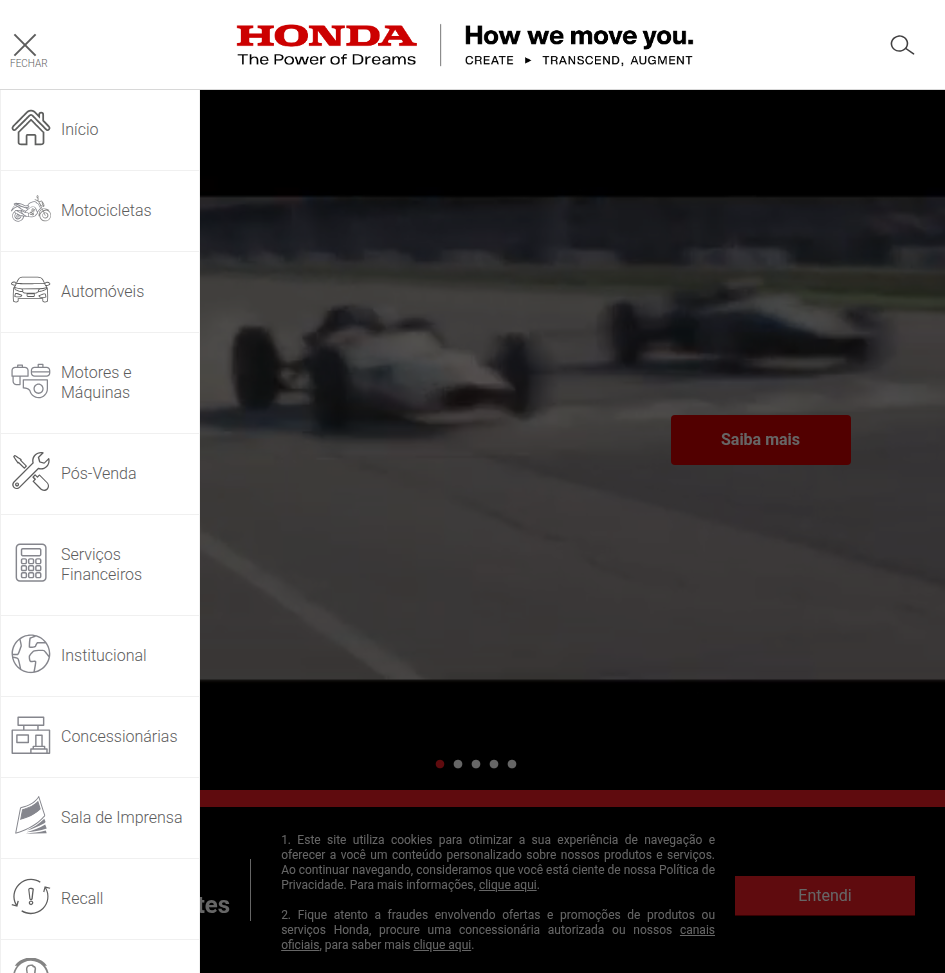 FECHAR
HONDA
The Power of Dreams
How we move you.
CREATE ▶ TRANSCEND, AUGMENT
Início
Motocicletas
Automóveis
Motores e
Máquinas
Pós-Venda
Serviços
Financeiros
Institucional
Concessionárias
Sala de Imprensa
Recall
Saiba mais
tes
1. Este site utiliza cookies para otimizar a sua experiência de navegação e
oferecer a você um conteúdo personalizado sobre nossos produtos e serviços.
Ao continuar navegando, consideramos que você está ciente de nossa Política de
Privacidade. Para mais informações, clique aqui.
2. Fique atento a fraudes envolvendo ofertas e promoções de produtos ou
serviços Honda, procure uma concessionária autorizada ou nossos canais
oficiais, para saber mais clique aqui.
Entendi